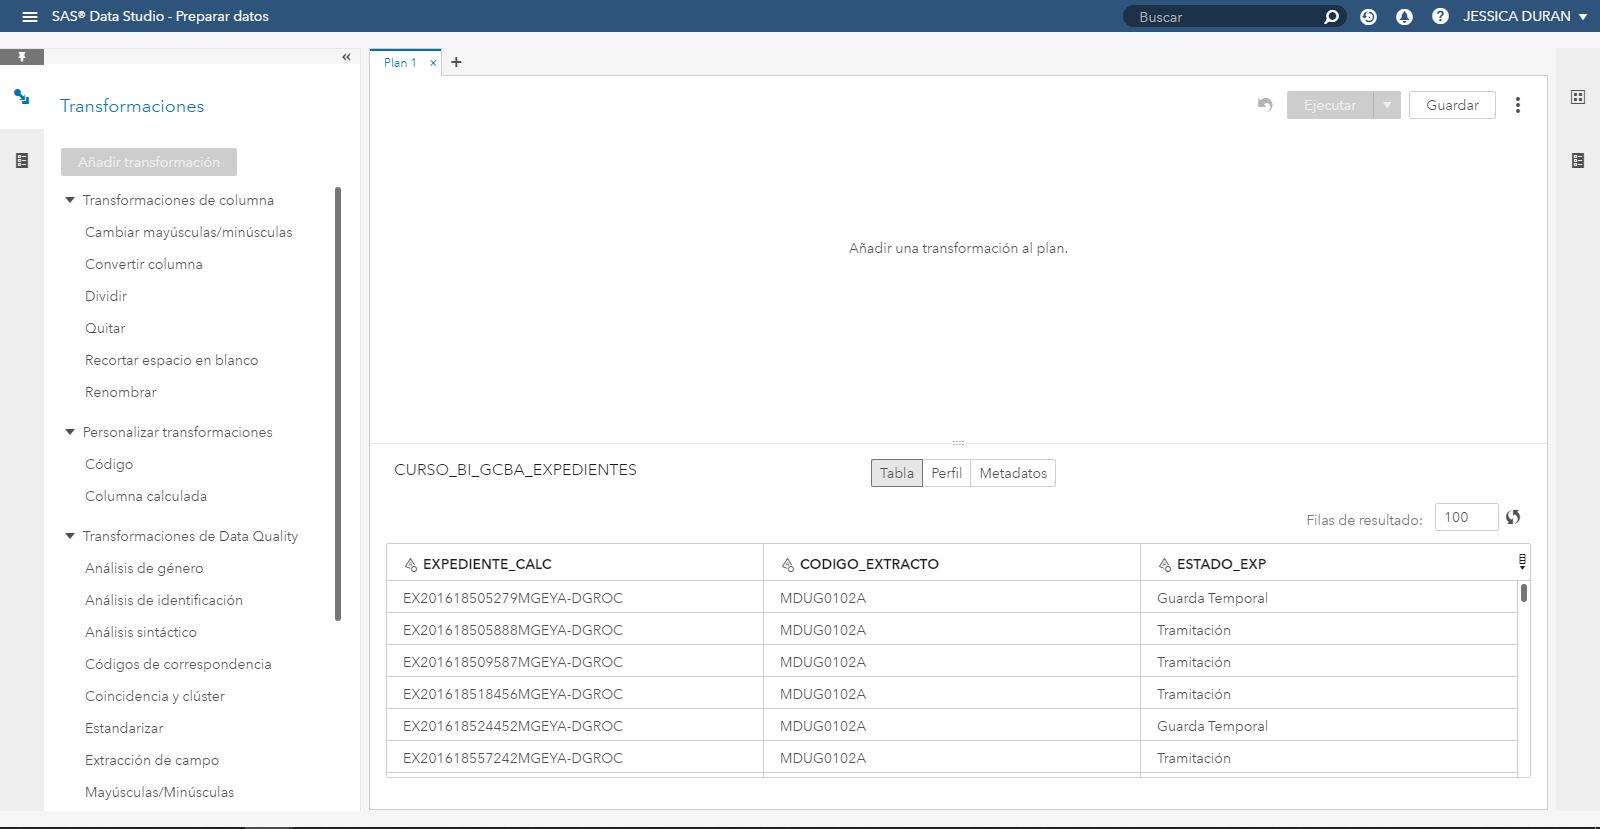 SAS® Data Studio - Preparar datos
Buscar
JESSICA DURAN
Transformaciones
Añadir transformación
Transformaciones de columna
Cambiar mayúsculas/minúsculas
Convertir columna
Dividir
Quitar
Recortar espacio en blanco
Renombrar
Personalizar transformaciones
Código
Columna calculada
Transformaciones de Data Quality
Análisis de género
Análisis de identificación
Análisis sintáctico
Códigos de correspondencia
Coincidencia y clúster
Estandarizar
Extracción de campo
Mayúsculas/Minúsculas
Plan 1
Ejecutar
Guardar
Añadir una transformación al plan.
CURSO_BI_GCBA_EXPEDIENTES
Tabla Perfil Metadatos
Filas de resultado: 100
EXPEDIENTE_CALC CODIGO_EXTRACTO ESTADO_EXP
EX201618505279MGEYA-DGROC MDUG0102A Guarda Temporal
EX201618505888MGEYA-DGROC MDUG0102A Tramitación
EX201618509587MGEYA-DGROC MDUG0102A Tramitación
EX201618518456MGEYA-DGROC MDUG0102A Tramitación
EX201618524452MGEYA-DGROC MDUG0102A Guarda Temporal
EX201618557242MGEYA-DGROC MDUG0102A Tramitación